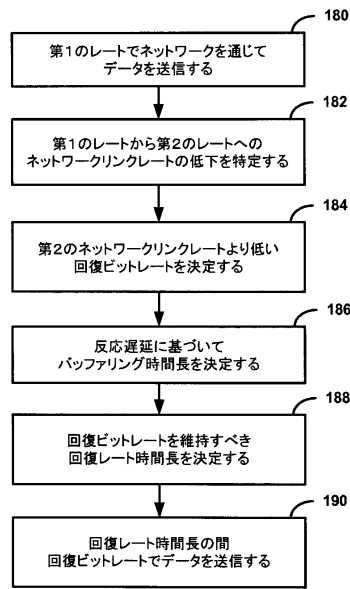 180
第1のレートでネットワークを通じて
データを送信する
182
第1のレートから第2のレートへの
ネットワークリンクレートの低下を特定する
184
第2のネットワークリンクレートより低い
回復ビットレートを決定する
186
反応遅延に基づいて
バッファリング時間長を決定する
188
回復ビットレートを維持すべき
回復レート時間長を決定する
190
回復レート時間長の間
回復ビットレートでデータを送信する